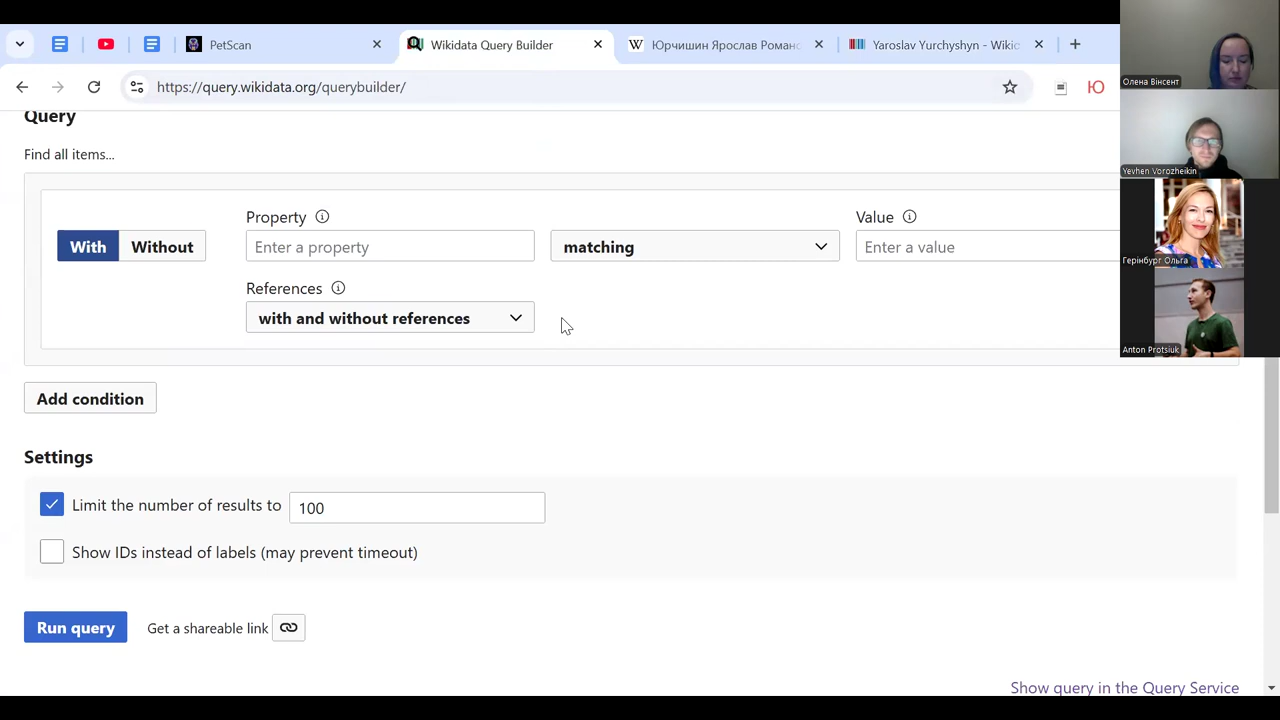 PetScan
Wikidata Query Builder
Юрчишин Ярослав Романс
Yaroslav Yurchyshyn - Wikic
https://query.wikidata.org/querybuilder/
Ю
Query
Find all items...
With
Without
Property
Enter a property
matching
Value
Enter a value
References
with and without references
Add condition
Settings
Limit the number of results to
100
Show IDs instead of labels (may prevent timeout)
Run query
Get a shareable link
Show query in the Query Service
Олена Вінсент
Yevhen Vorozheikin
Герінбург Ольга
Anton Protsiuk